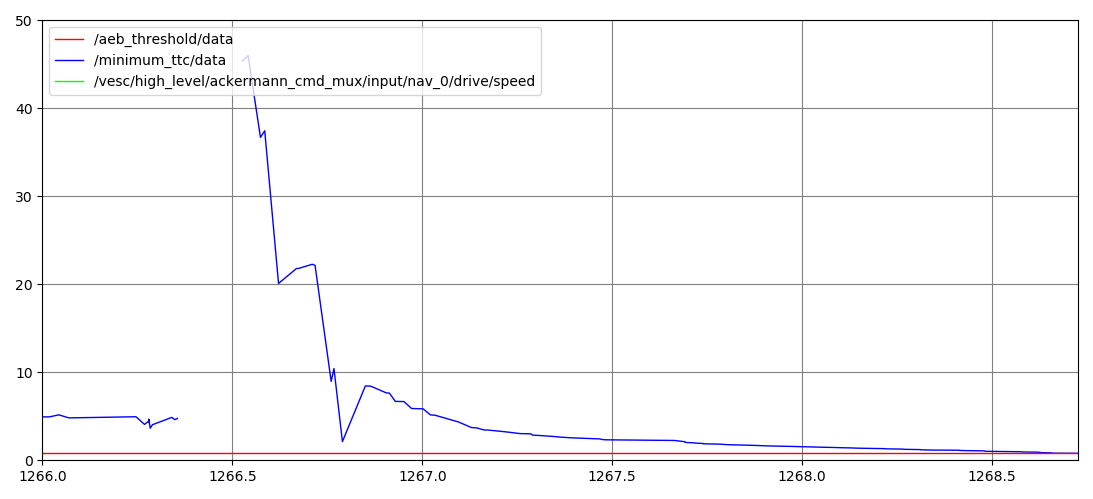 50
/aeb_threshold/data
/minimum_ttc/data
/vesc/high_level/ackermann_cmd_mux/input/nav_0/drive/speed
40
30
20
10
0
1266.0 1266.5 1267.0 1267.5 1268.0 1268.5